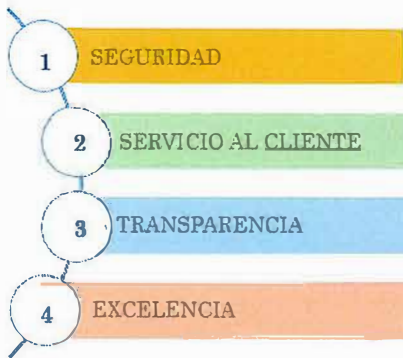 1 SEGURIDAD
2 SERVICIO AL CLIENTE
3 TRANSPARENCIA
4 EXCELENCIA